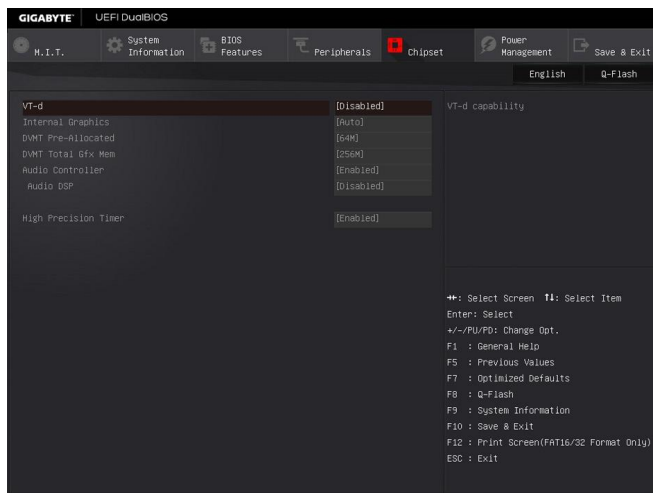 GIGABYTE™ UEFI DualBIOS
M.I.T. System Information BIOS Features Peripherals Chipset Power Management Save & Exit
English Q-Flash
VT-d [Disabled] VT-d capability
Internal Graphics [Auto]
DVMT Pre-Allocated [64M]
DVMT Total Gfx Mem [256M]
Audio Controller [Enabled]
Audio DSP [Disabled]
High Precision Timer [Enabled]
→←: Select Screen ↑↓: Select Item
Enter: Select
+/-/PU/PD: Change Opt.
F1 : General Help
F5 : Previous Values
F7 : Optimized Defaults
F8 : Q-Flash
F9 : System Information
F10 : Save & Exit
F12 : Print Screen(FAT16/32 Format Only)
ESC : Exit